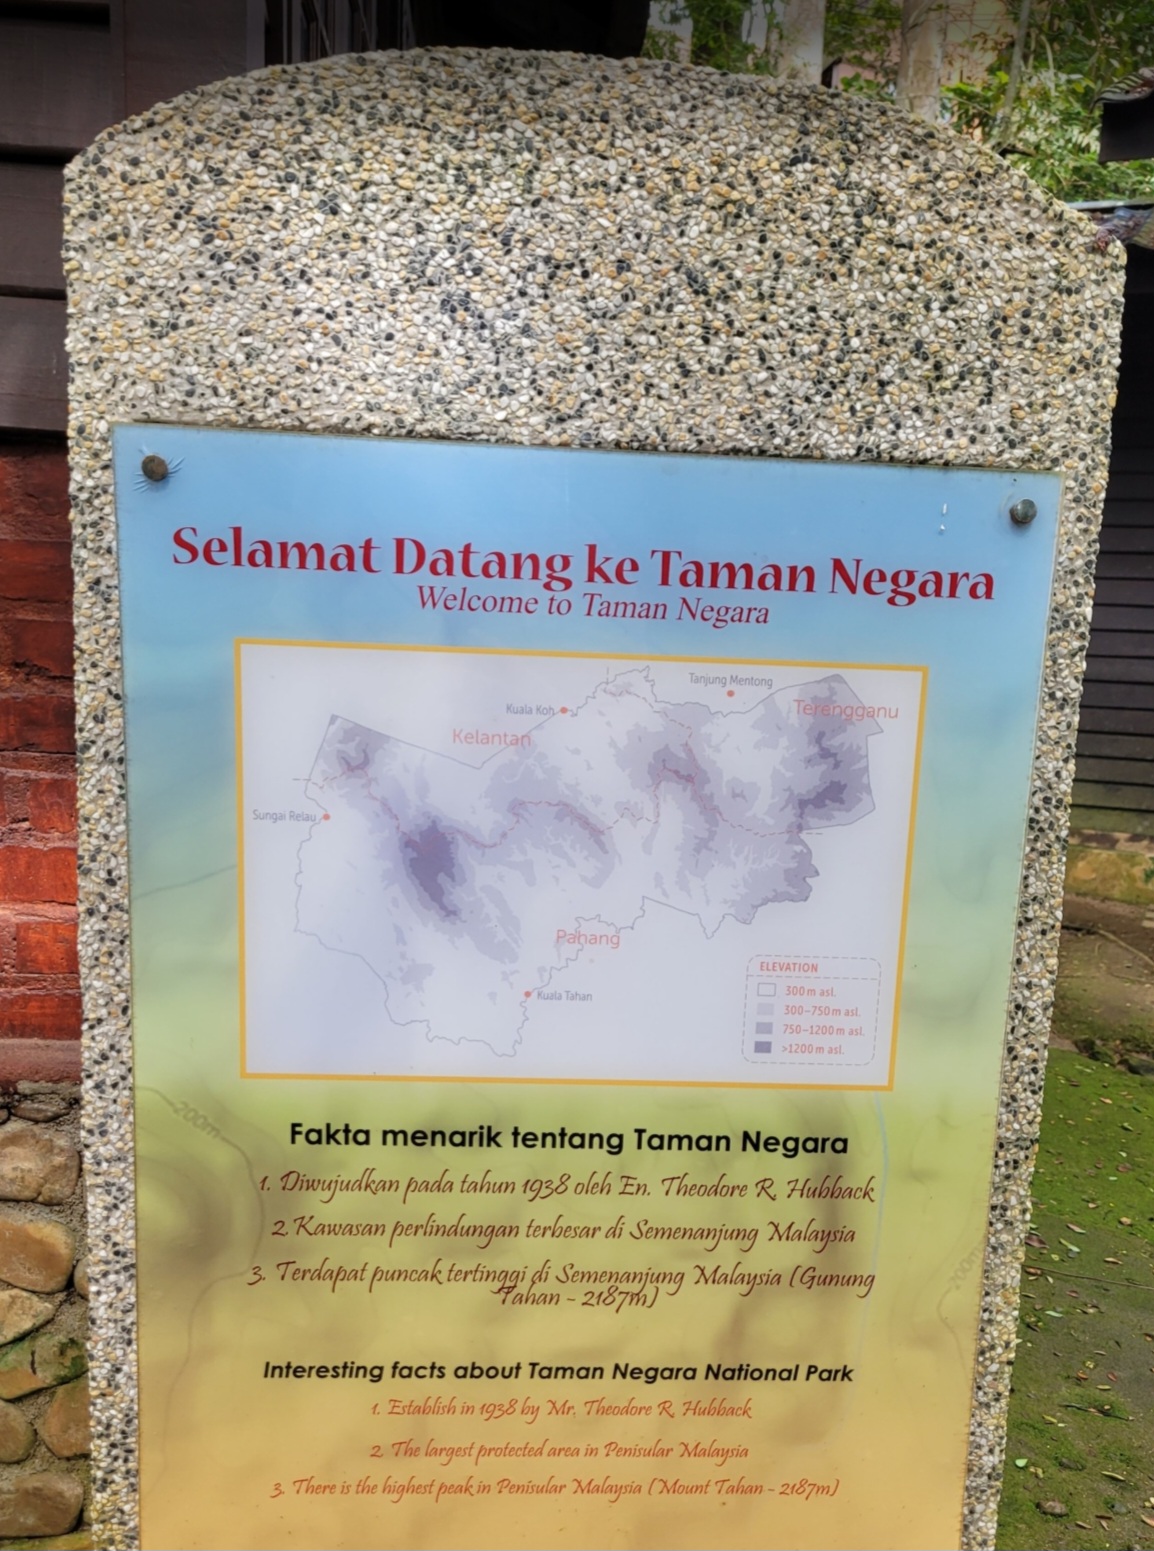 Selamat Datang ke Taman Negara
Welcome to Taman Negara
Tanjung Mentong
Kuala Koh
Terengganu
Kelantan
Sungai Relau
Pahang
Kuala Tahan
ELEVATION
300 m asl.
300-750 m asl.
750-1200 m asl.
>1200 m asl.
200m
Fakta menarik tentang Taman Negara
1. Diwujudkan pada tahun 1938 oleh En. Theodore R. Hubback
2. Kawasan perlindungan terbesar di Semenanjung Malaysia
200m
3. Terdapat puncak tertinggi di Semenanjung Malaysia (Gunung
Tahan - 2187m)
Interesting facts about Taman Negara National Park
1. Establish in 1938 by Mr. Theodore R. Hubback
2. The largest protected area in Penisular Malaysia
3. There is the highest peak in Penisular Malaysia (Mount Tahan - 2187m)